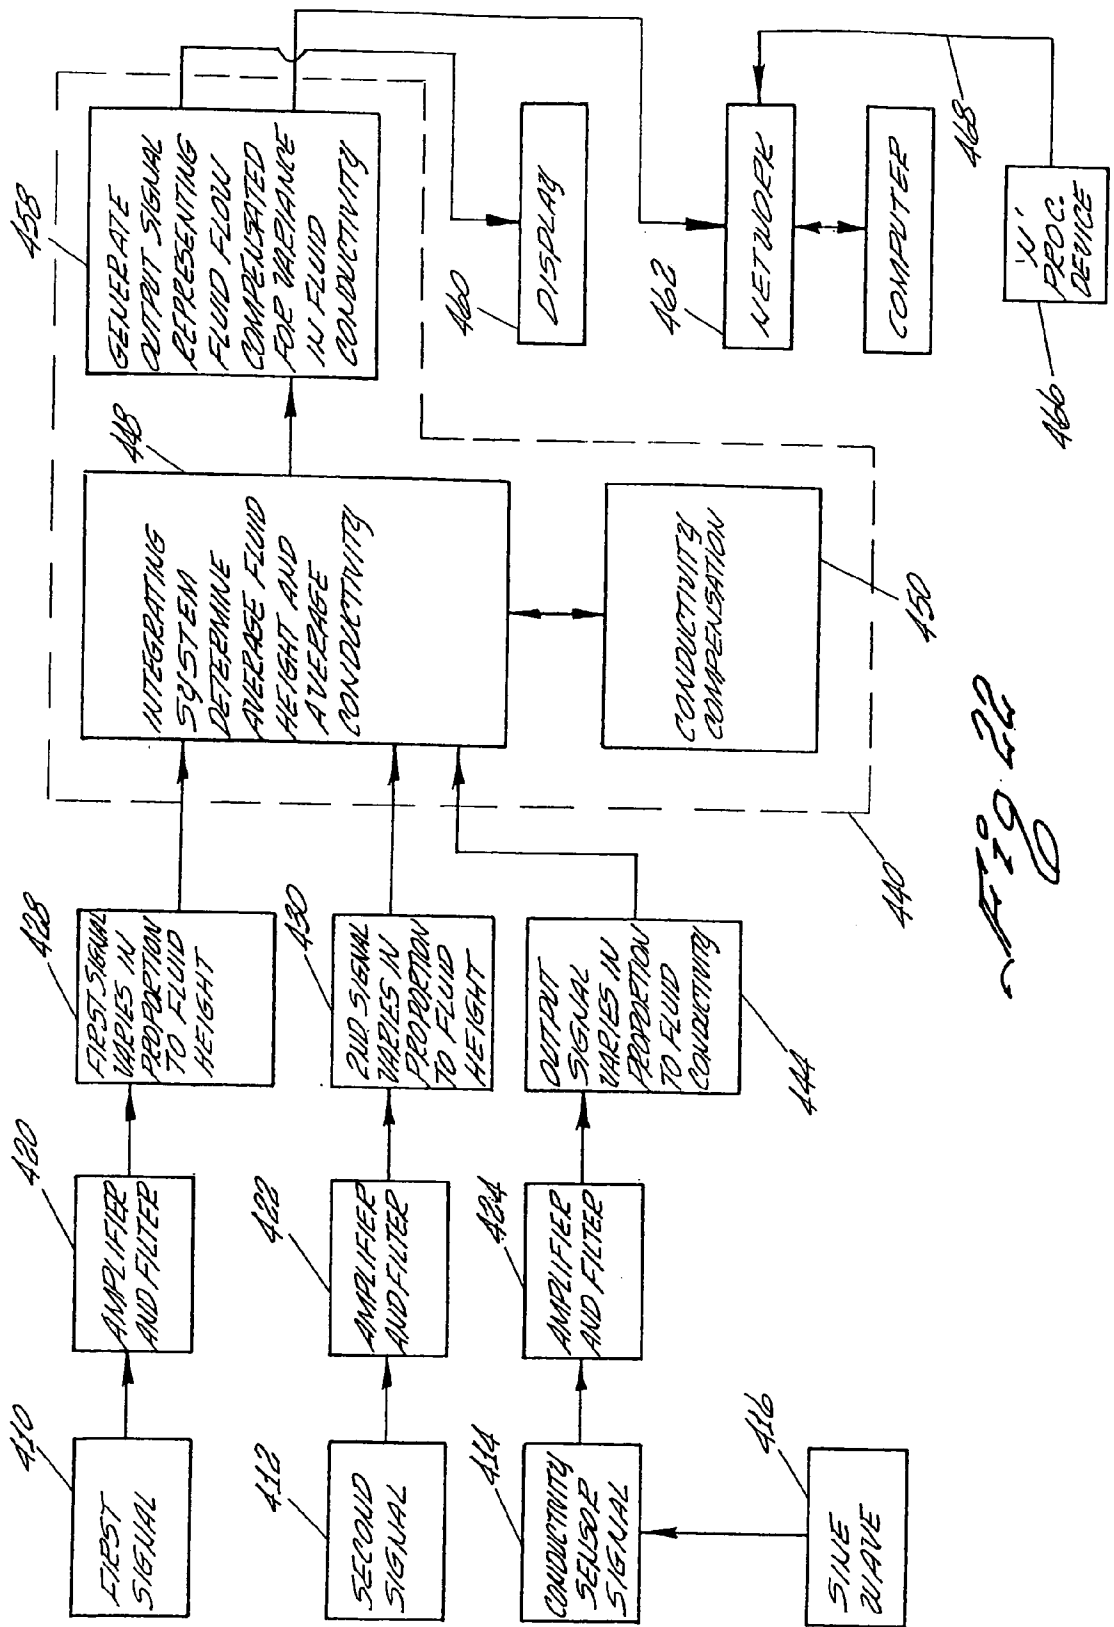 410
FIRST
SIGNAL
420
AMPLIFIER
AND FILTER
428
FIRST SIGNAL
VARIES IN
PROPORTION
TO FLUID
HEIGHT
412
SECOND
SIGNAL
422
AMPLIFIER
AND FILTER
430
2ND. SIGNAL
VARIES IN
PROPORTION
TO FLUID
HEIGHT
414
CONDUCTIVITY
SENSOR
SIGNAL
424
AMPLIFIER
AND FILTER
OUTPUT
SIGNAL
VARIES IN
PROPORTION
TO FLUID
CONDUCTIVITY
444
416
SINE
WAVE
448
INTEGRATING
SYSTEM
DETERMINE
AVERAGE FLUID
HEIGHT AND
AVERAGE
CONDUCTIVITY
CONDUCTIVITY
COMPENSATION
450
440
458
GENERATE
OUTPUT SIGNAL
REPRESENTING
FLUID FLOW
COMPENSATED
FOR VARIANCE
IN FLUID
CONDUCTIVITY
460
DISPLAY
462
NETWORK
COMPUTER
468
'N'
PROC.
DEVICE
466
Fig. 22